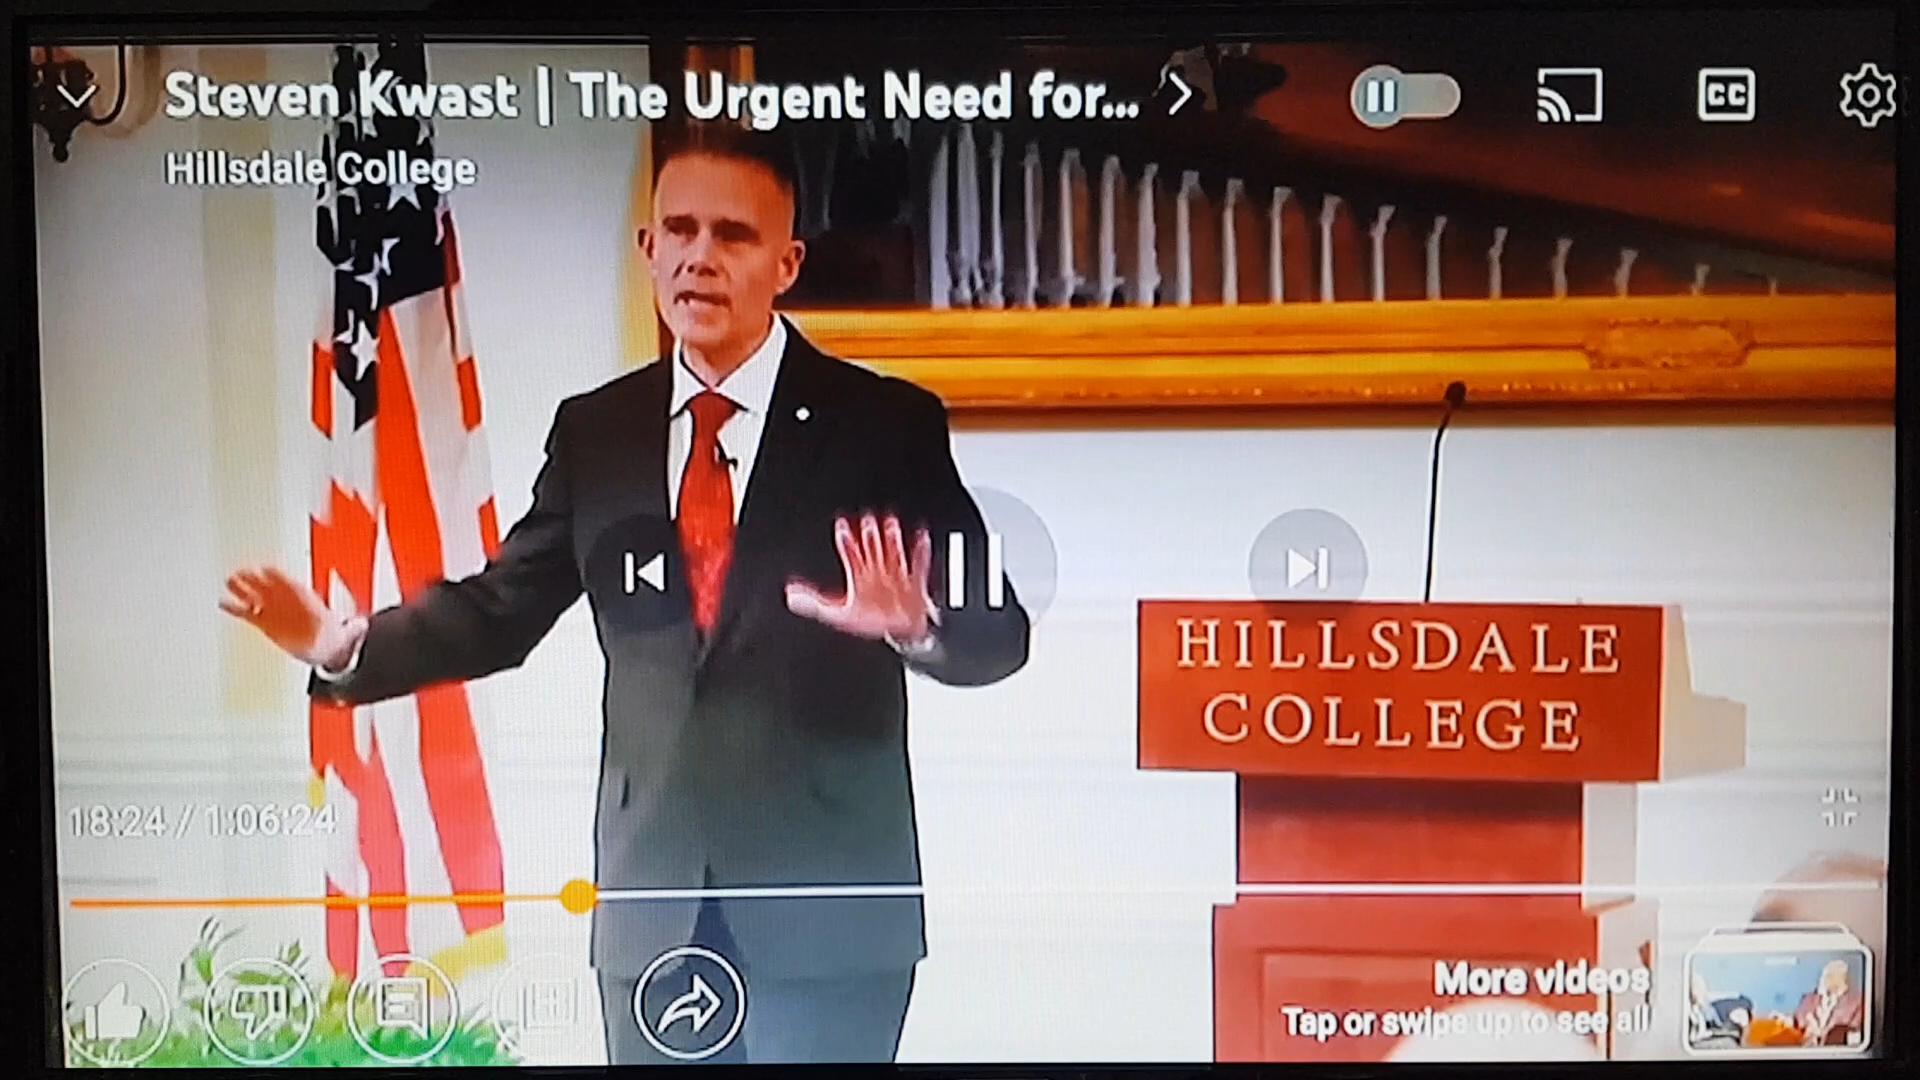 Steven Kwast | The Urgent Need for...
Hillsdale College
CC
HILLSDALE
COLLEGE
18:24 / 1:06:24
More videos
Tap or swipe up to see all